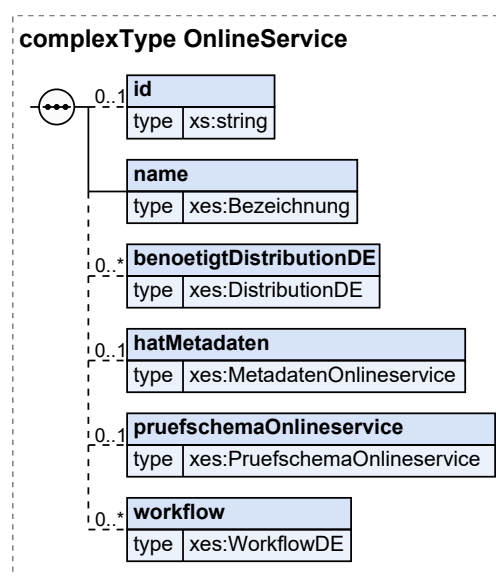 complexType OnlineService
0..1 id
type xs:string
name
type xes:Bezeichnung
0..* benoetigtDistributionDE
type xes:DistributionDE
0..1 hatMetadaten
type xes:MetadatenOnlineservice
0..1 pruefschemaOnlineservice
type xes:PruefschemaOnlineservice
0..* workflow
type xes:WorkflowDE